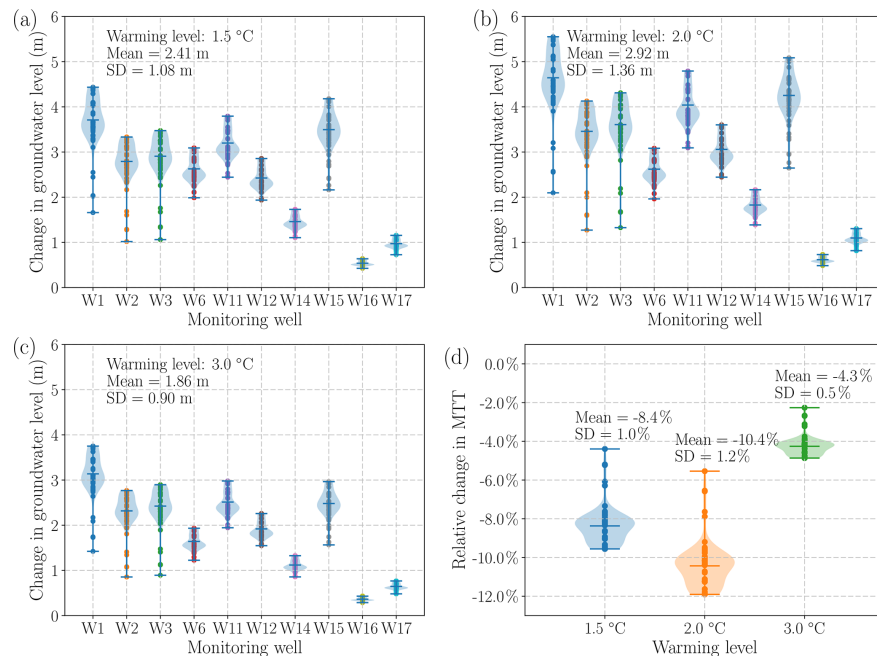 (a)
Warming level: 1.5 °C
Mean = 2.41 m
SD = 1.08 m
Change in groundwater level (m)
6
5
4
3
2
1
0
W1 W2 W3 W6 W11 W12 W14 W15 W16 W17
Monitoring well
(b)
Warming level: 2.0 °C
Mean = 2.92 m
SD = 1.36 m
Change in groundwater level (m)
6
5
4
3
2
1
0
W1 W2 W3 W6 W11 W12 W14 W15 W16 W17
Monitoring well
(c)
Warming level: 3.0 °C
Mean = 1.86 m
SD = 0.90 m
Change in groundwater level (m)
6
5
4
3
2
1
0
W1 W2 W3 W6 W11 W12 W14 W15 W16 W17
Monitoring well
(d)
Relative change in MTT
0.0%
-2.0%
-4.0%
-6.0%
-8.0%
-10.0%
-12.0%
Mean = -8.4%
SD = 1.0%
Mean = -10.4%
SD = 1.2%
Mean = -4.3%
SD = 0.5%
1.5 °C 2.0 °C 3.0 °C
Warming level